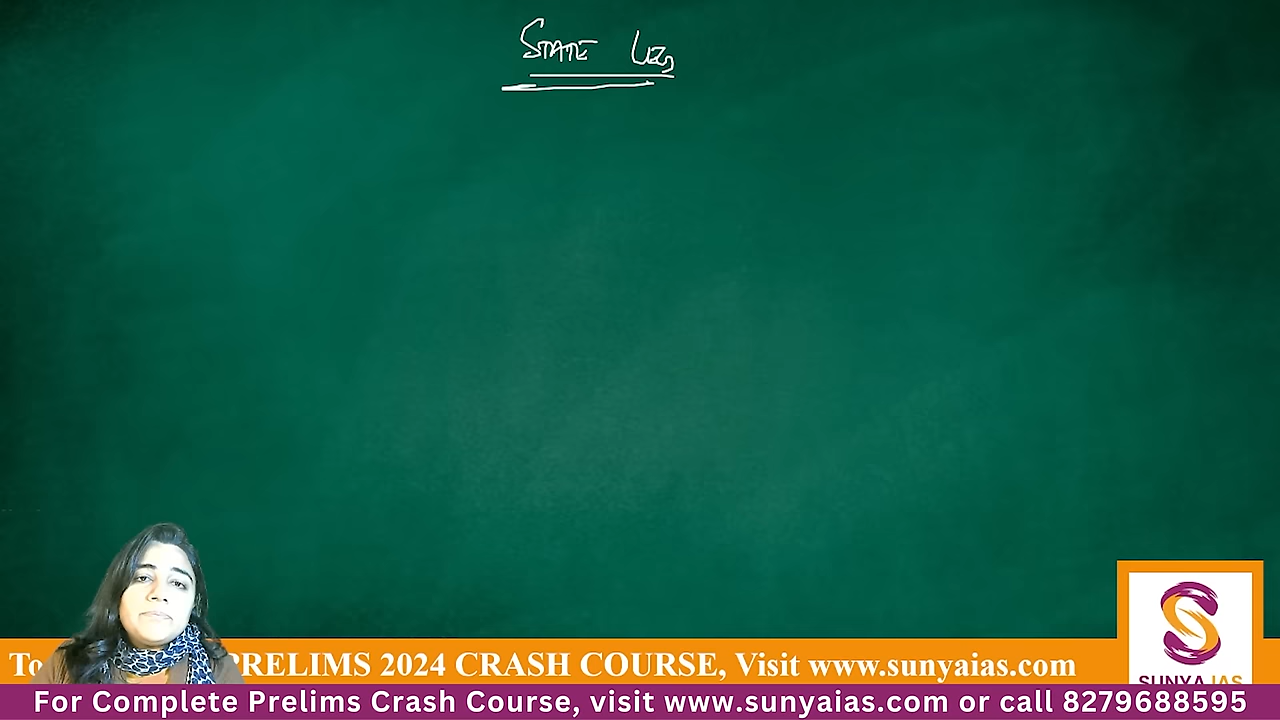 STATE LEG
To PRELIMS 2024 CRASH COURSE, Visit www.sunyaias.com
SUNYA IAS
For Complete Prelims Crash Course, visit www.sunyaias.com or call 8279688595